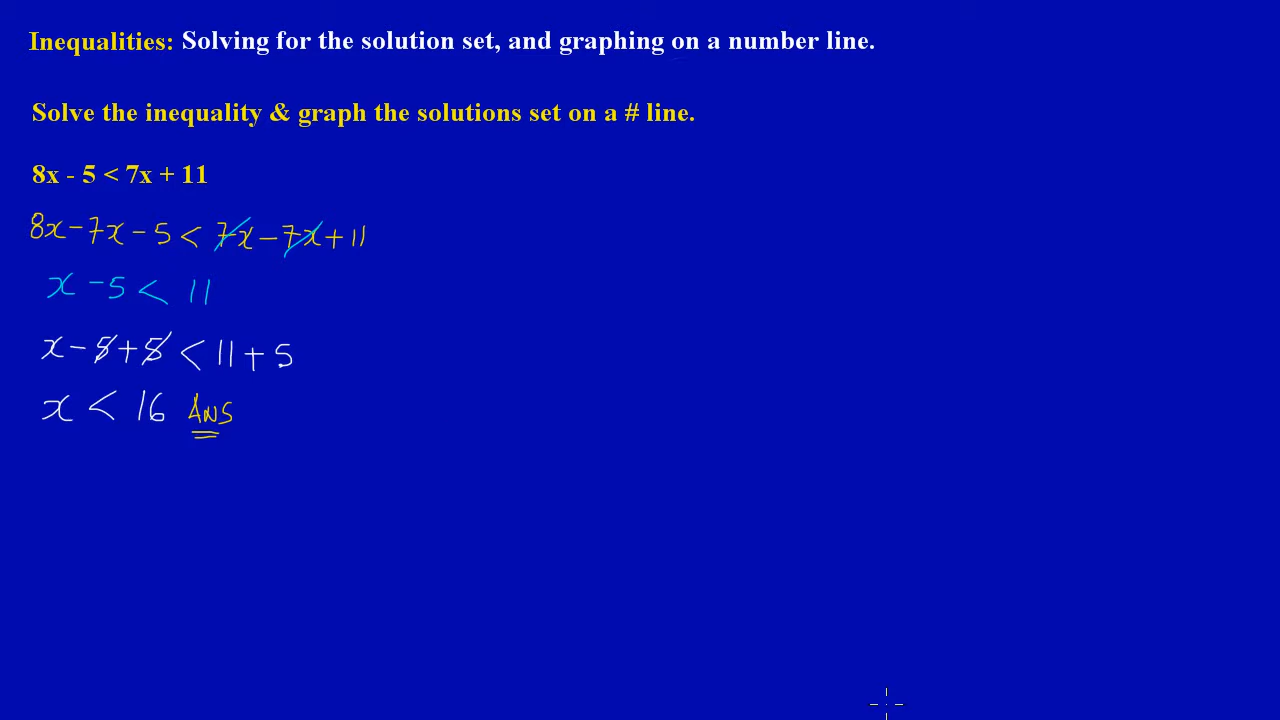 Inequalities: Solving for the solution set, and graphing on a number line.
Solve the inequality & graph the solutions set on a # line.
8x - 5 < 7x + 11
8x - 7x - 5 < 7x - 7x + 11
x - 5 < 11
x - 5 + 5 < 11 + 5
x < 16 Ans